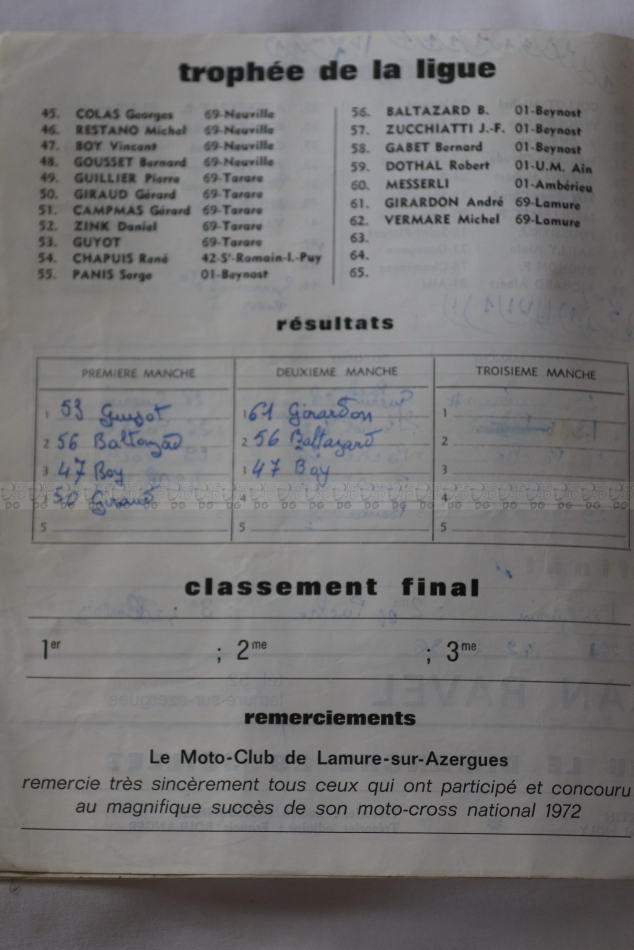 trophée de la ligue
45. COLAS Georges 69-Neuville
46. RESTANO Michel 69-Neuville
47. BOY Vincent 69-Neuville
48. GOUSSET Bernard 69-Neuville
49. GUILLIER Pierre 69-Tarare
50. GIRAUD Gérard 69-Tarare
51. CAMPMAS Gérard 69-Tarare
52. ZINK Daniel 69-Tarare
53. GUYOT 69-Tarare
54. CHAPUIS René 42-St-Romain-l.-Puy
55. PANIS Serge 01-Beynost
56. BALTAZARD B. 01-Beynost
57. ZUCCHIATTI J.-F. 01-Beynost
58. GABET Bernard 01-Beynost
59. DOTHAL Robert 01-U.M. Ain
60. MESSERLI 01-Ambérieu
61. GIRARDON André 69-Lamure
62. VERMARE Michel 69-Lamure
63.
64.
65.
résultats
PREMIÈRE MANCHE
1 53 Guyot
2 56 Baltazard
3 47 Boy
4 50 Giraud
5
DEUXIÈME MANCHE
1 61 Girardon
2 56 Baltazard
3 47 Boy
4
5
TROISIÈME MANCHE
1
2
3
4
5
classement final
1er ; 2me ; 3me
remerciements
Le Moto-Club de Lamure-sur-Azergues
remercie très sincèrement tous ceux qui ont participé et concouru
au magnifique succès de son moto-cross national 1972